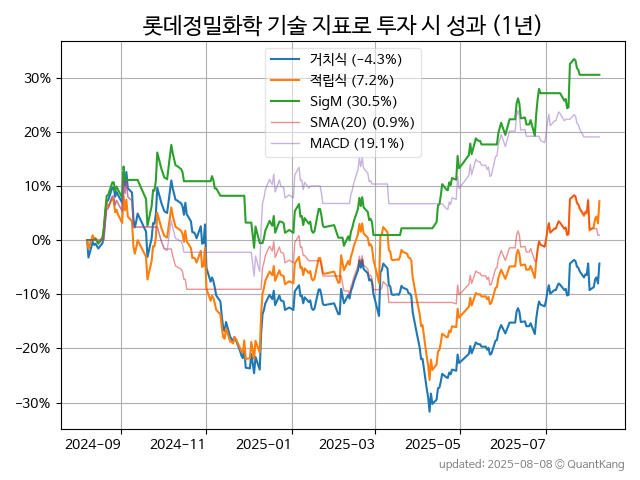 롯데정밀화학 기술 지표로 투자 시 성과 (1년)
거치식 (-4.3%)
적립식 (7.2%)
SigM (30.5%)
SMA(20) (0.9%)
MACD (19.1%)
30%
20%
10%
0%
-10%
-20%
-30%
2024-09 2024-11 2025-01 2025-03 2025-05 2025-07
updated: 2025-08-08 © QuantKang